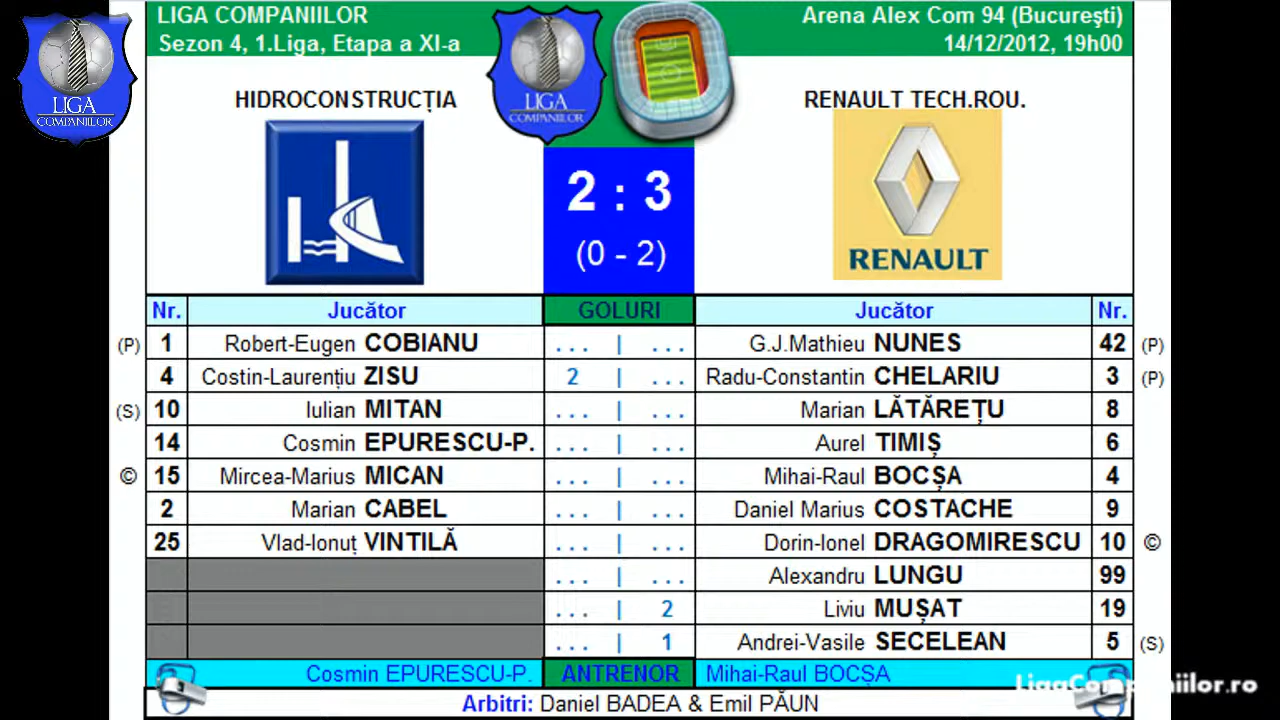 LIGA COMPANIILOR
Arena Alex Com 94 (Bucureşti)
Sezon 4, 1.Liga, Etapa a XI-a
14/12/2012, 19h00
LIGA
COMPANIILOR
LIGA
COMPANIILOR
HIDROCONSTRUCȚIA
RENAULT TECH.ROU.
2 : 3
(0 - 2)
RENAULT
Nr. Jucător GOLURI Jucător Nr.
(P) 1 Robert-Eugen COBIANU ... | ... G.J.Mathieu NUNES 42 (P)
4 Costin-Laurențiu ZISU 2 | ... Radu-Constantin CHELARIU 3 (P)
(S) 10 Iulian MITAN ... | ... Marian LĂTĂREȚU 8
14 Cosmin EPURESCU-P. ... | ... Aurel TIMIȘ 6
© 15 Mircea-Marius MICAN ... | ... Mihai-Raul BOCȘA 4
2 Marian CABEL ... | ... Daniel Marius COSTACHE 9
25 Vlad-Ionuț VINTILĂ ... | ... Dorin-Ionel DRAGOMIRESCU 10 ©
... | ... Alexandru LUNGU 99
... | 2 Liviu MUȘAT 19
... | 1 Andrei-Vasile SECELEAN 5 (S)
Cosmin EPURESCU-P. ANTRENOR Mihai-Raul BOCȘA
LigaCompaniilor.ro
Arbitri: Daniel BADEA & Emil PĂUN